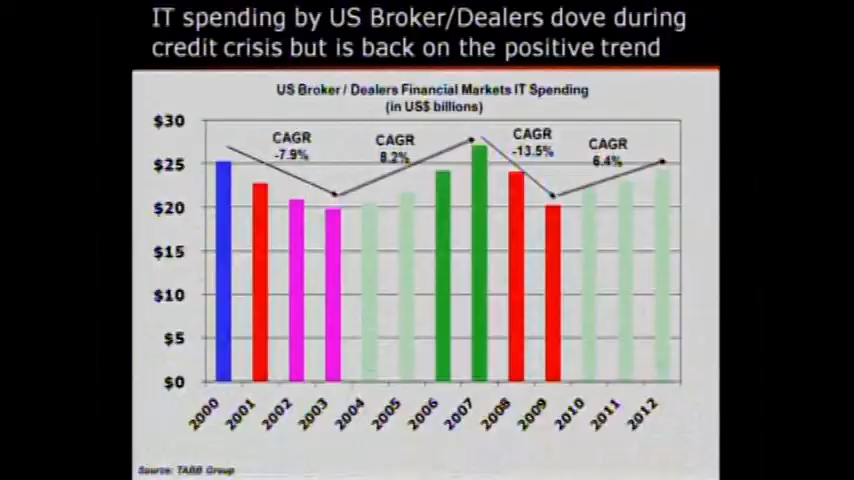 IT spending by US Broker/Dealers dove during
credit crisis but is back on the positive trend
US Broker / Dealers Financial Markets IT Spending
(in US$ billions)
$30
$25
$20
$15
$10
$5
$0
CAGR
-7.9%
CAGR
8.2%
CAGR
-13.5%
CAGR
6.4%
2000 2001 2002 2003 2004 2005 2006 2007 2008 2009 2010 2011 2012
Source: TABB Group